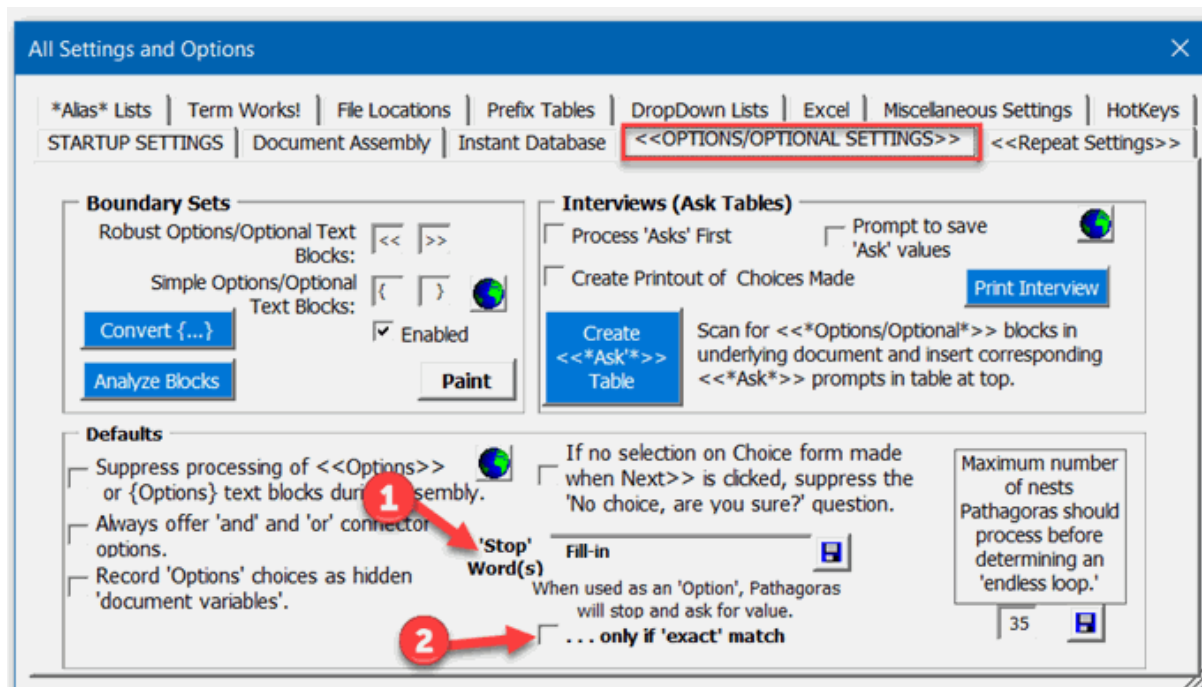 All Settings and Options
*Alias* Lists Term Works! File Locations Prefix Tables DropDown Lists Excel Miscellaneous Settings HotKeys
STARTUP SETTINGS Document Assembly Instant Database <<OPTIONS/OPTIONAL SETTINGS>> <<Repeat Settings>>
Boundary Sets
Robust Options/Optional Text
Blocks:
<< >>
Simple Options/Optional
Text Blocks:
{ }
Convert {...}
Enabled
Analyze Blocks
Paint
Interviews (Ask Tables)
Process 'Asks' First
Prompt to save
'Ask' values
Create Printout of Choices Made
Print Interview
Create
<<*Ask'*>>
Table
Scan for <<*Options/Optional*>> blocks in
underlying document and insert corresponding
<<*Ask*>> prompts in table at top.
Defaults
Suppress processing of <<Options>>
or {Options} text blocks during assembly.
Always offer 'and' and 'or' connector
options.
Record 'Options' choices as hidden
'document variables'.
If no selection on Choice form made
when Next>> is clicked, suppress the
'No choice, are you sure?' question.
1
'Stop'
Word(s)
Fill-in
When used as an 'Option', Pathagoras
will stop and ask for value.
2
. . . only if 'exact' match
Maximum number
of nests
Pathagoras should
process before
determining an
'endless loop.'
35